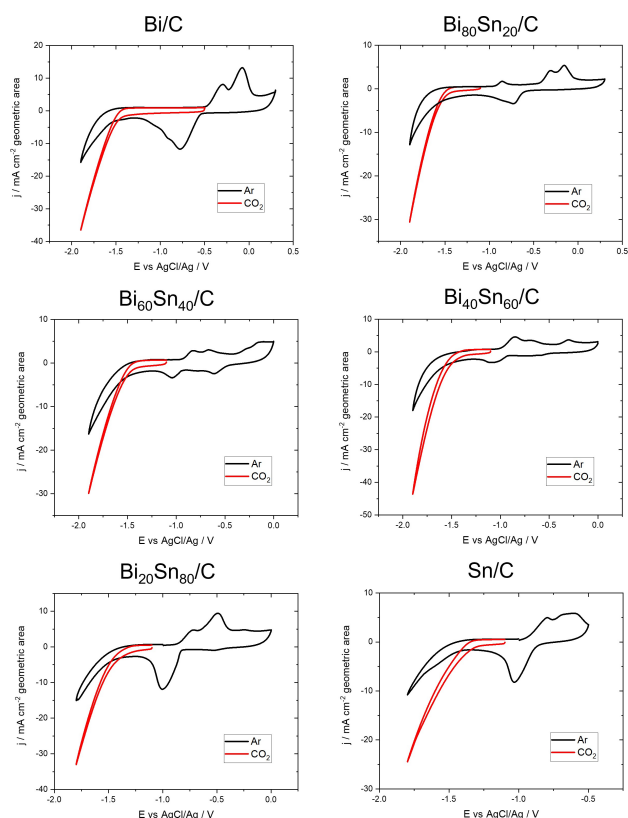 Bi/C
20
10
0
-10
-20
-30
-40
j / mA cm⁻² geometric area
-2.0 -1.5 -1.0 -0.5 0.0 0.5
E vs AgCl/Ag / V
Ar
CO₂
Bi₈₀Sn₂₀/C
10
0
-10
-20
-30
j / mA cm⁻² geometric area
-2.0 -1.5 -1.0 -0.5 0.0 0.5
E vs AgCl/Ag / V
Ar
CO₂
Bi₆₀Sn₄₀/C
10
0
-10
-20
-30
j / mA cm⁻² geometric area
-2.0 -1.5 -1.0 -0.5 0.0
E vs AgCl/Ag / V
Ar
CO₂
Bi₄₀Sn₆₀/C
10
0
-10
-20
-30
-40
-50
j / mA cm⁻² geometric area
-2.0 -1.5 -1.0 -0.5 0.0
E vs AgCl/Ag / V
Ar
CO₂
Bi₂₀Sn₈₀/C
10
0
-10
-20
-30
-40
j / mA cm⁻² geometric area
-2.0 -1.5 -1.0 -0.5 0.0
E vs AgCl/Ag / V
Ar
CO₂
Sn/C
10
0
-10
-20
-30
j / mA cm⁻² geometric area
-2.0 -1.5 -1.0 -0.5
E vs AgCl/Ag / V
Ar
CO₂